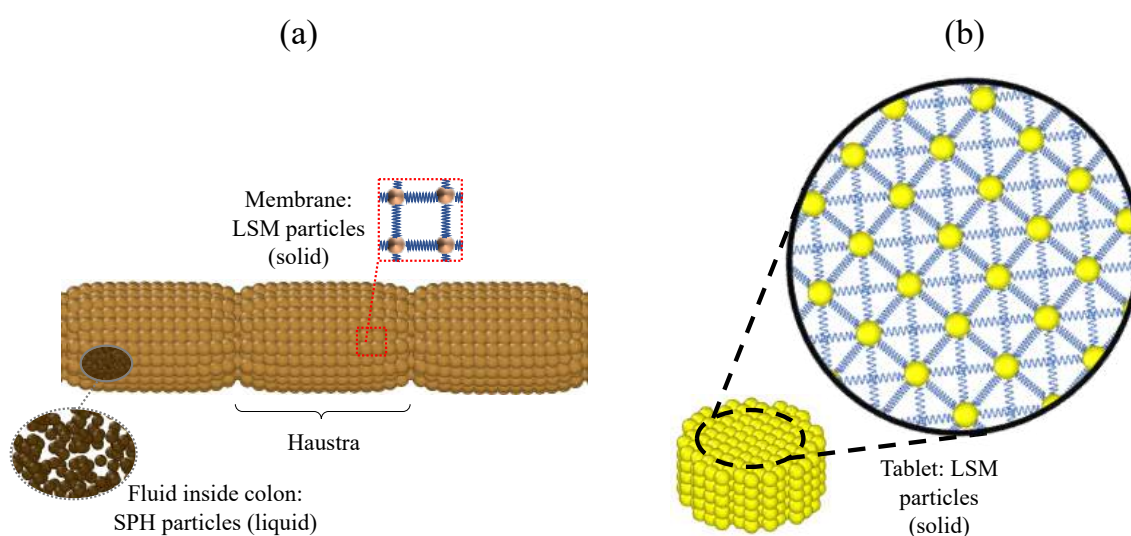 (a)
Membrane:
LSM particles
(solid)
Haustra
Fluid inside colon:
SPH particles (liquid)
(b)
Tablet: LSM
particles
(solid)